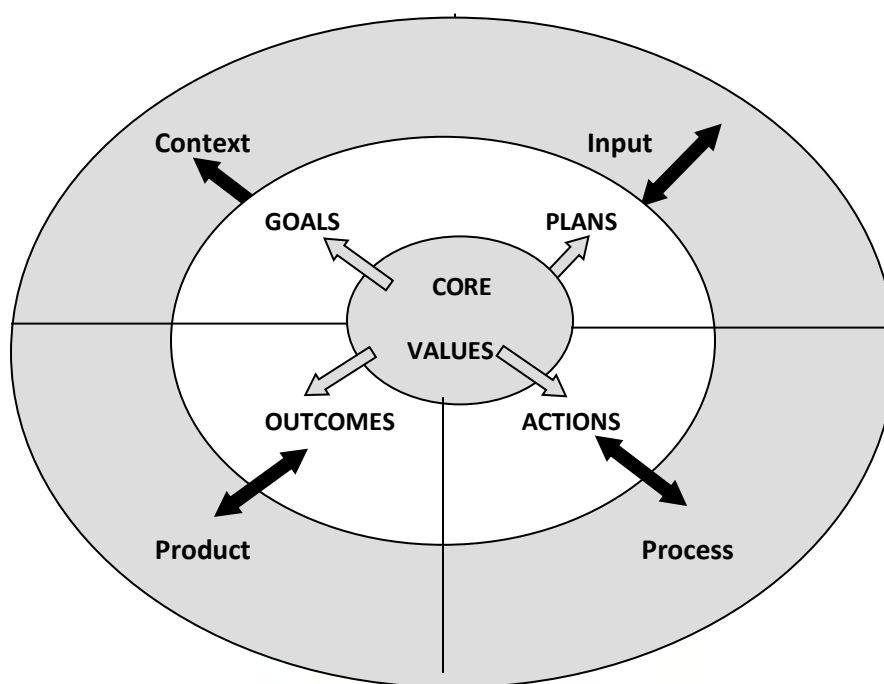 Context
Input
GOALS
PLANS
CORE
VALUES
OUTCOMES
ACTIONS
Product
Process